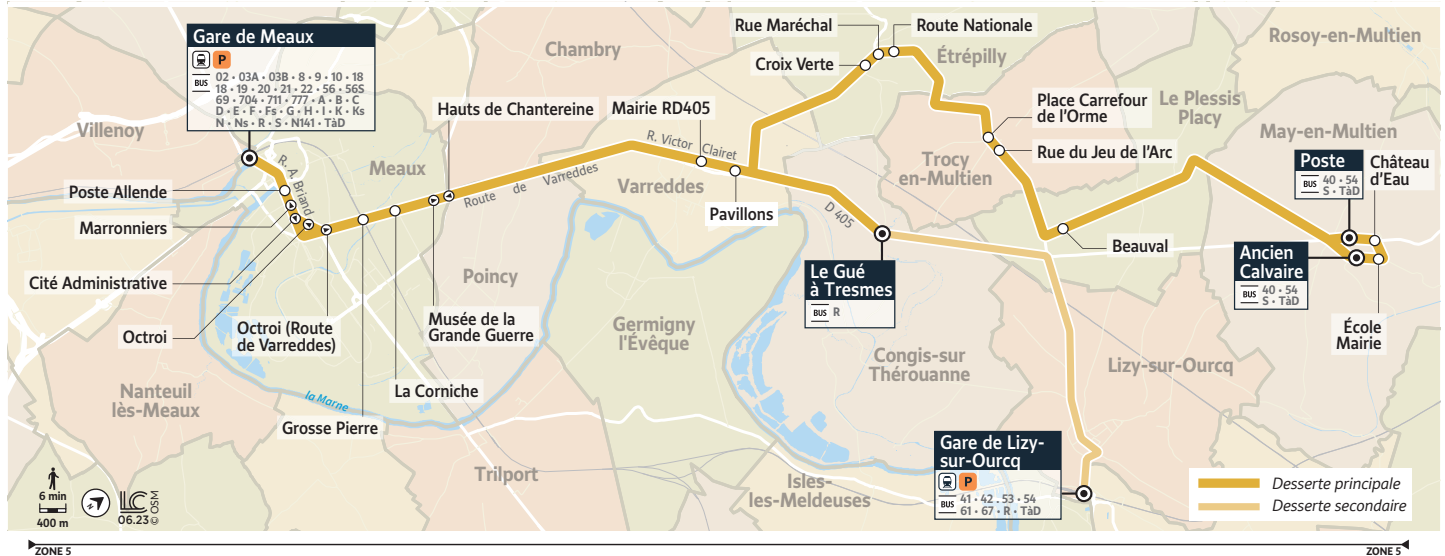 Gare de Meaux
P
BUS
02 • 03A • 03B • 8 • 9 • 10 • 18
18 • 19 • 20 • 21 • 22 • 56 • 56S
69 • 704 • 711 • 777 • A • B • C
D • E • F • Fs • G • H • I • K • Ks
N • Ns • R • S • N141 • TàD
Villenoy
Chambry
Hauts de Chantereine
Mairie RD405
Rue Maréchal
Route Nationale
Croix Verte
Étrépilly
Rosoy-en-Multien
Place Carrefour
de l'Orme
Le Plessis
Placy
Rue du Jeu de l'Arc
May-en-Multien
Poste
BUS
40 • 54
S • TàD
Château
d'Eau
Trocy
en-Multien
Meaux
R. A. Briand
R. Victor Clairet
Route de Varreddes
Varreddes
Poste Allende
Marronniers
Pavillons
D 405
Beauval
Cité Administrative
Ancien
Calvaire
BUS
40 • 54
S • TàD
Poincy
Le Gué
à Tresmes
BUS
R
Octroi
Octroi (Route
de Varreddes)
Musée de la
Grande Guerre
Germigny
l'Évêque
École
Mairie
Congis-sur
Thérouanne
Lizy-sur-Ourcq
Nanteuil
lès-Meaux
la Marne
La Corniche
Grosse Pierre
Trilport
Isles-
les-Meldeuses
Gare de Lizy-
sur-Ourcq
P
BUS
41 • 42 • 53 • 54
61 • 67 • R • TàD
6 min
400 m
LC
06.23
© OSM
Desserte principale
Desserte secondaire
ZONE 5
ZONE 5